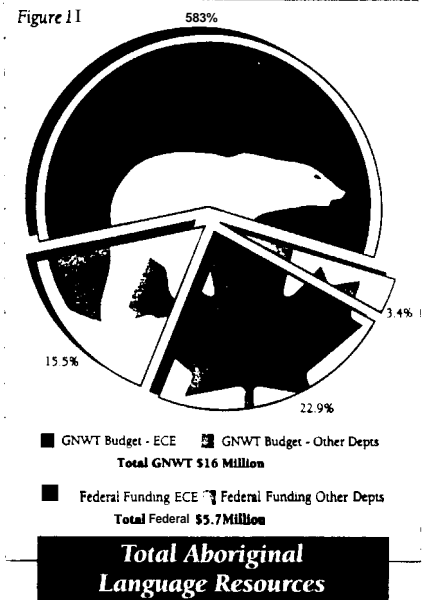 Figure 11
583%
3.4%
15.5%
22.9%
GNWT Budget - ECE GNWT Budget - Other Depts
Total GNWT $16 Million
Federal Funding ECE Federal Funding Other Depts
Total Federal $5.7Million
Total Aboriginal
Language Resources